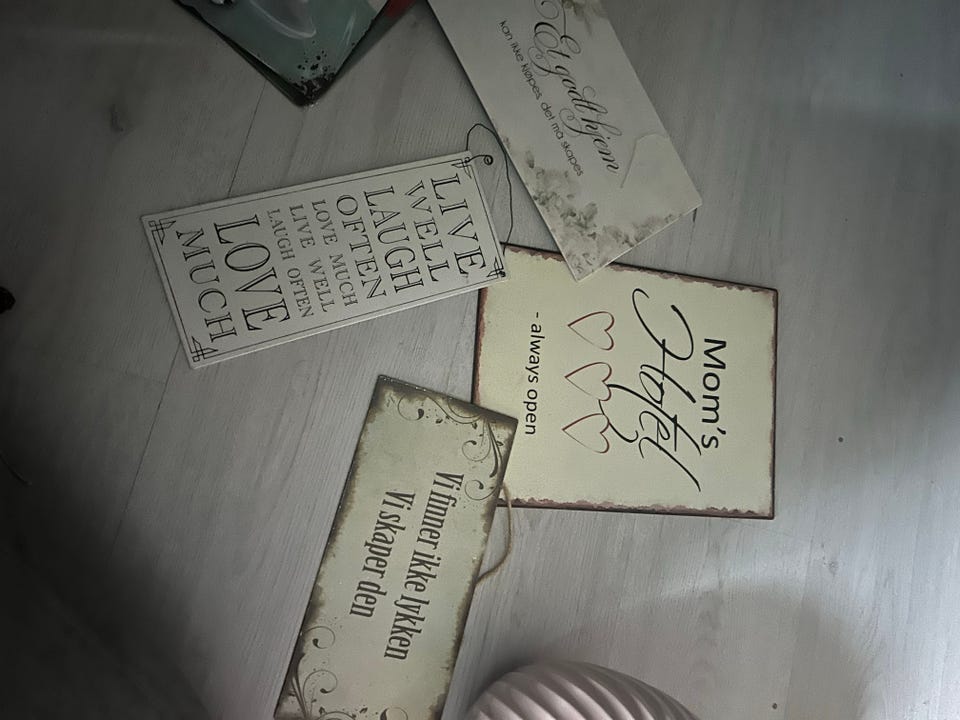 Et godt hjem
kan ikke kjøpes, det må skapes
LIVE
WELL
LAUGH
OFTEN
LOVE MUCH
LIVE WELL
LAUGH OFTEN
LOVE
MUCH
Mom's
Hotel
- always open
Vi finner ikke lykken
Vi skaper den